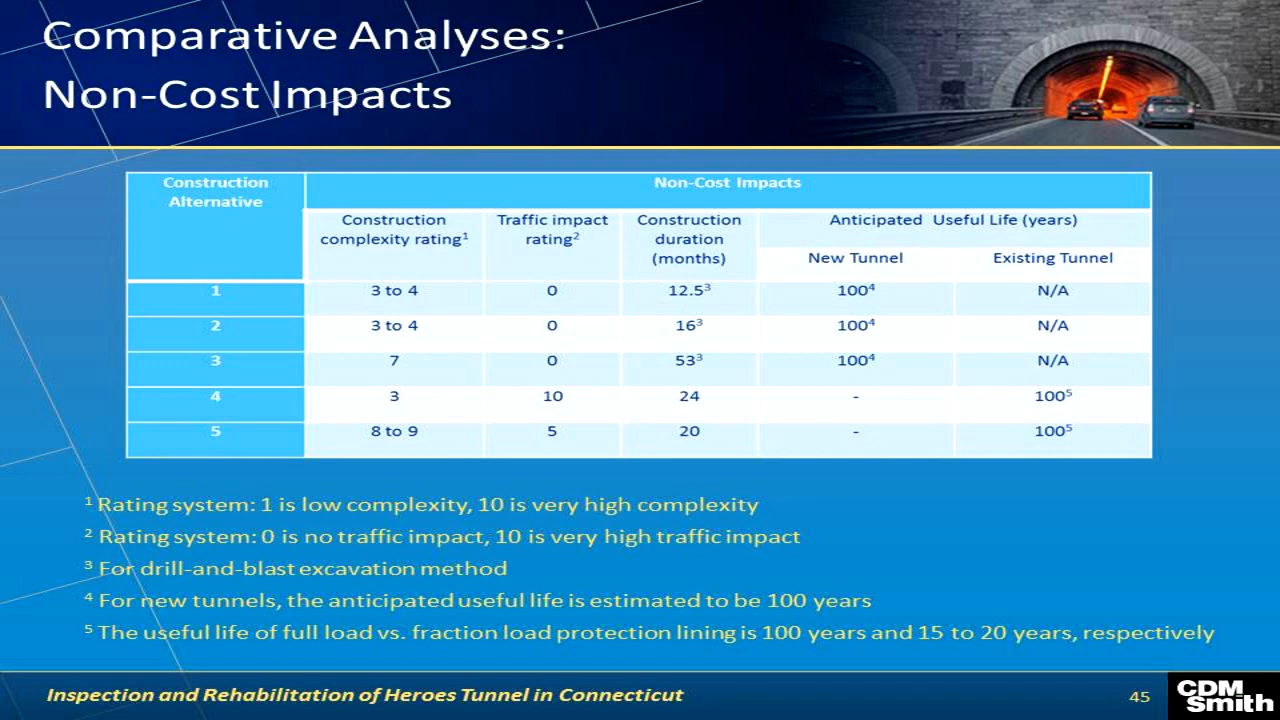 Comparative Analyses:
Non-Cost Impacts
Construction
Alternative
Non-Cost Impacts
Construction
complexity rating¹
Traffic impact
rating²
Construction
duration
(months)
Anticipated Useful Life (years)
New Tunnel Existing Tunnel
1 3 to 4 0 12.5³ 100⁴ N/A
2 3 to 4 0 16³ 100⁴ N/A
3 7 0 53³ 100⁴ N/A
4 3 10 24 - 100⁵
5 8 to 9 5 20 - 100⁵
¹ Rating system: 1 is low complexity, 10 is very high complexity
² Rating system: 0 is no traffic impact, 10 is very high traffic impact
³ For drill-and-blast excavation method
⁴ For new tunnels, the anticipated useful life is estimated to be 100 years
⁵ The useful life of full load vs. fraction load protection lining is 100 years and 15 to 20 years, respectively
Inspection and Rehabilitation of Heroes Tunnel in Connecticut
45
CDM
Smith